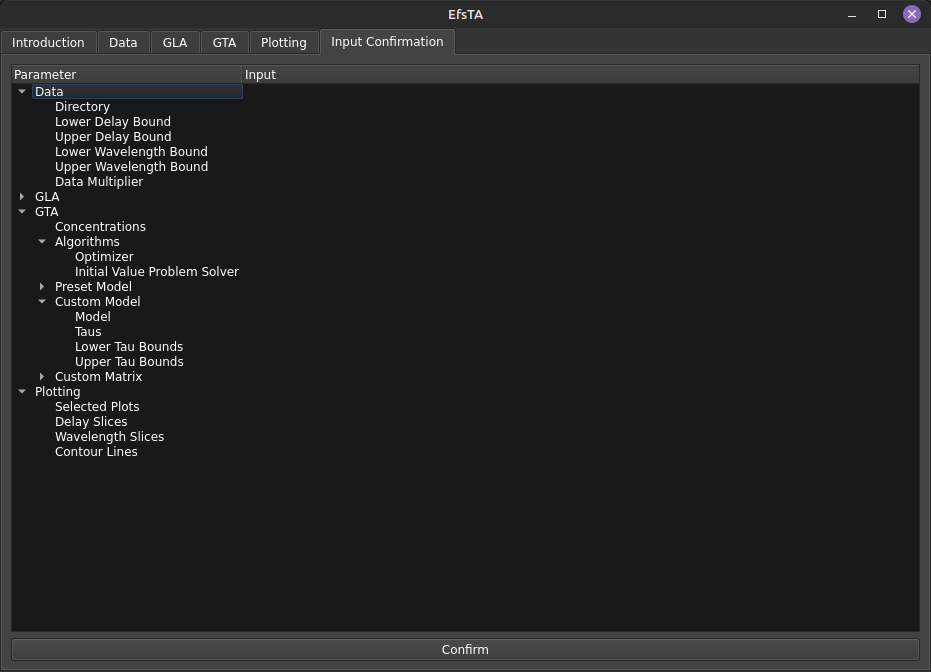 EfsTA
Introduction Data GLA GTA Plotting Input Confirmation
Parameter Input
Data
Directory
Lower Delay Bound
Upper Delay Bound
Lower Wavelength Bound
Upper Wavelength Bound
Data Multiplier
GLA
GTA
Concentrations
Algorithms
Optimizer
Initial Value Problem Solver
Preset Model
Custom Model
Model
Taus
Lower Tau Bounds
Upper Tau Bounds
Custom Matrix
Plotting
Selected Plots
Delay Slices
Wavelength Slices
Contour Lines
Confirm